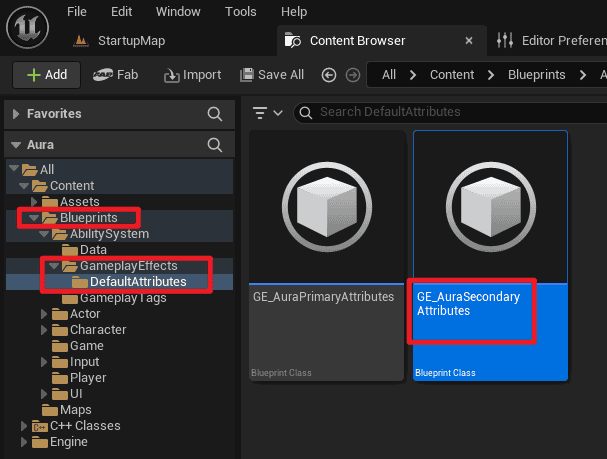 File Edit Window Tools Help
StartupMap Content Browser × Editor Preferen
+ Add Fab Import Save All All > Content > Blueprints > A
Favorites
Search DefaultAttributes
Aura
All
Content
Assets
Blueprints
AbilitySystem
Data
GameplayEffects
DefaultAttributes
GameplayTags
Actor
Character
Game
Input
Player
UI
Maps
C++ Classes
Engine
GE_AuraPrimaryAttributes
Blueprint Class
GE_AuraSecondary
Attributes
Blueprint Class